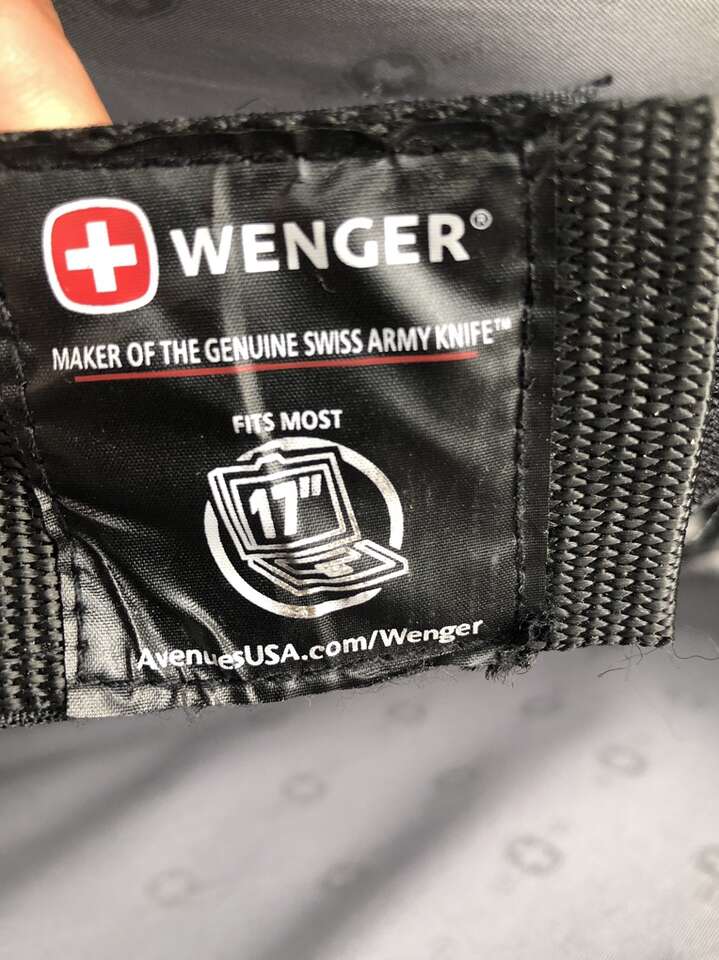 WENGER®
MAKER OF THE GENUINE SWISS ARMY KNIFE™
FITS MOST
17"
AvenuesUSA.com/Wenger